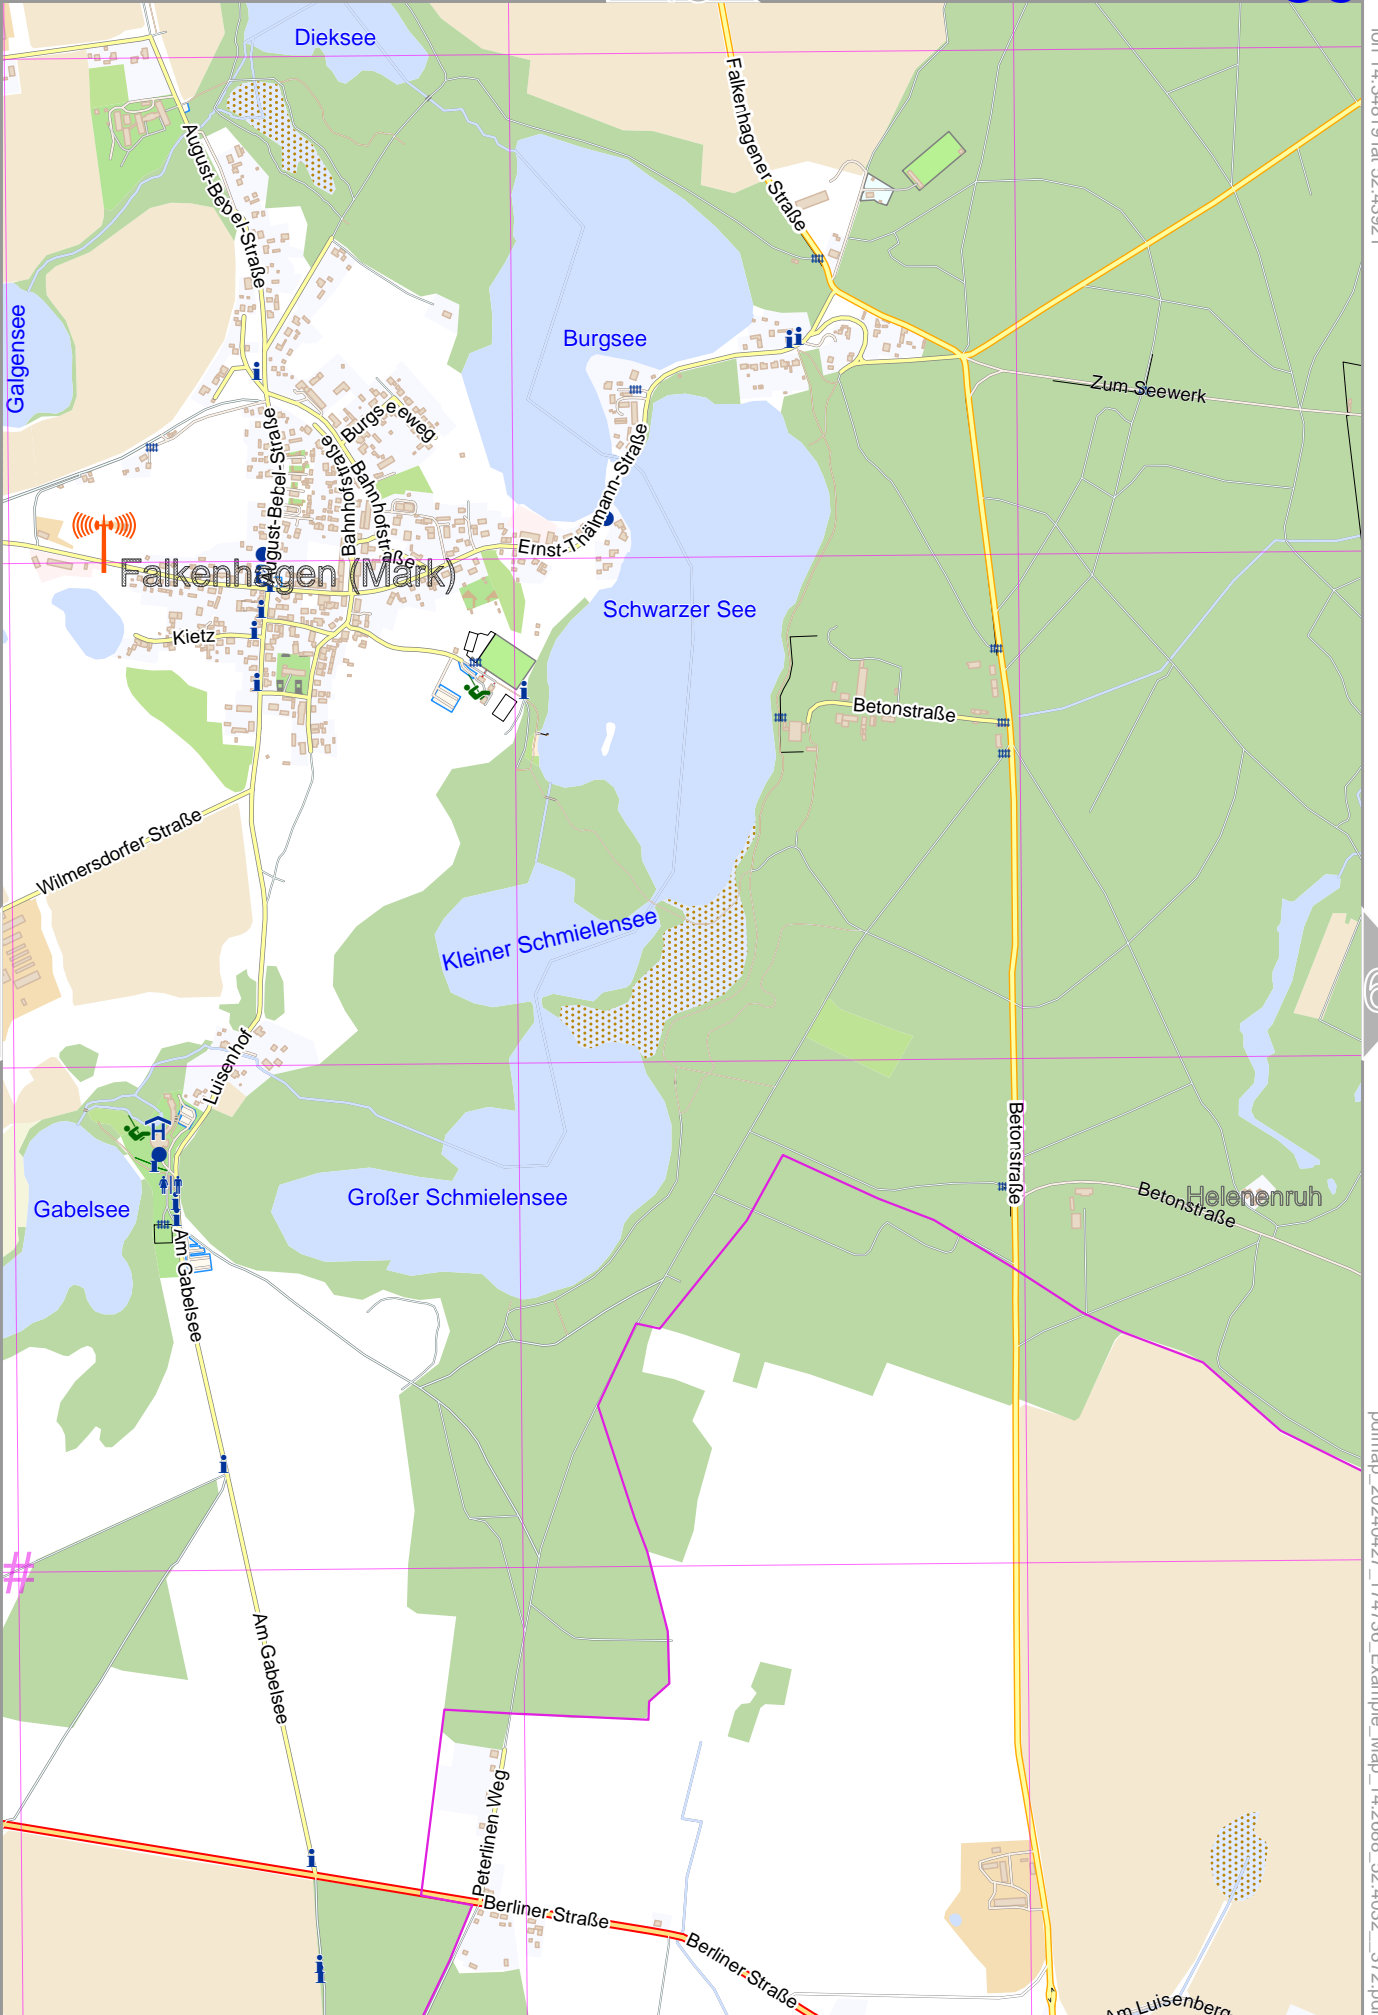 Dieksee
Falkenhagener Straße
August-Bebel-Straße
Galgensee
Burgsee
Zum Seewerk
Burgseeweg
August-Bebel-Straße
Bahnhofstraße
Bahnhofstraße
Ernst-Thälmann-Straße
Falkenhagen (Mark)
Schwarzer See
Kietz
Betonstraße
Wilmersdorfer Straße
Kleiner Schmielensee
6
Luisenhof
H
Betonstraße
Betonstraße
Helenenruh
Großer Schmielensee
Gabelsee
Am Gabelsee
#
Am Gabelsee
Peterlinen Weg
Berliner Straße
Berliner Straße
Am Luisenberg